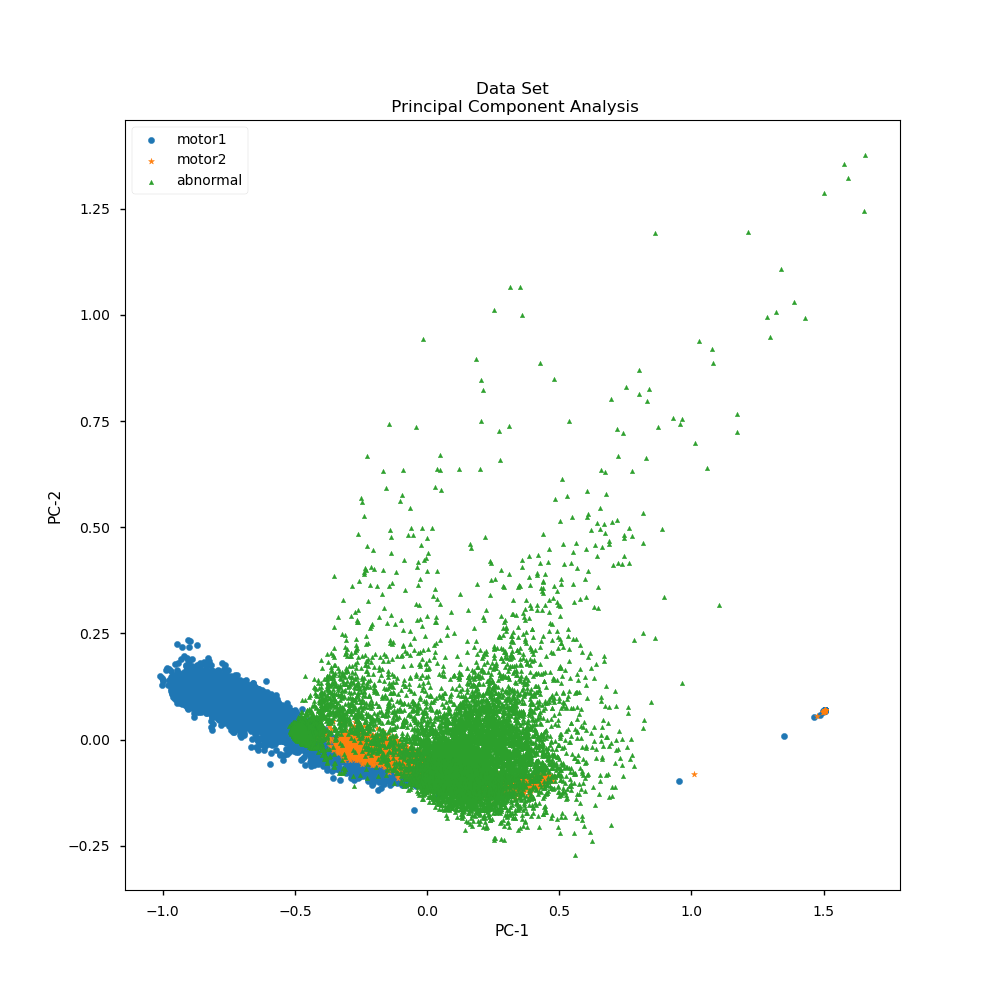 Data Set
Principal Component Analysis
motor1
motor2
abnormal
1.25
1.00
0.75
0.50
0.25
0.00
−0.25
PC-2
−1.0
−0.5
0.0
0.5
1.0
1.5
PC-1